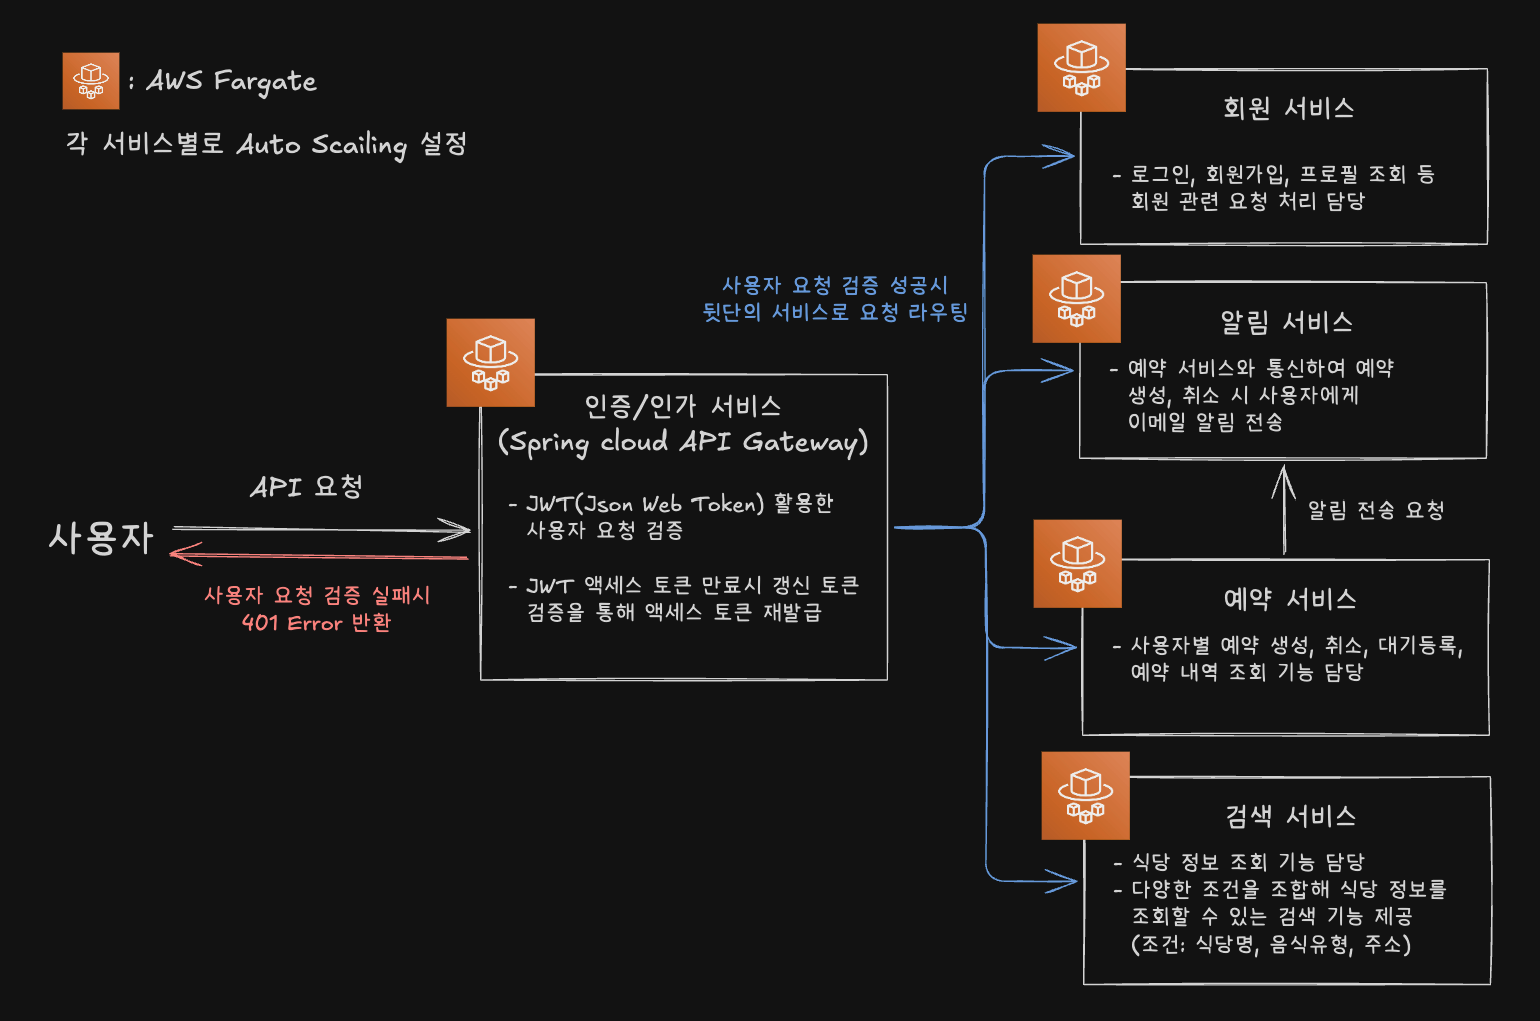 : AWS Fargate
각 서비스별로 Auto Scailing 설정
사용자
API 요청
사용자 요청 검증 실패시
401 Error 반환
인증/인가 서비스
(Spring cloud API Gateway)
- JWT(Json Web Token) 활용한
사용자 요청 검증
- JWT 액세스 토큰 만료시 갱신 토큰
검증을 통해 액세스 토큰 재발급
사용자 요청 검증 성공시
뒷단의 서비스로 요청 라우팅
회원 서비스
- 로그인, 회원가입, 프로필 조회 등
회원 관련 요청 처리 담당
알림 서비스
- 예약 서비스와 통신하여 예약
생성, 취소 시 사용자에게
이메일 알림 전송
알림 전송 요청
예약 서비스
- 사용자별 예약 생성, 취소, 대기등록,
예약 내역 조회 기능 담당
검색 서비스
- 식당 정보 조회 기능 담당
- 다양한 조건을 조합해 식당 정보를
조회할 수 있는 검색 기능 제공
(조건: 식당명, 음식유형, 주소)